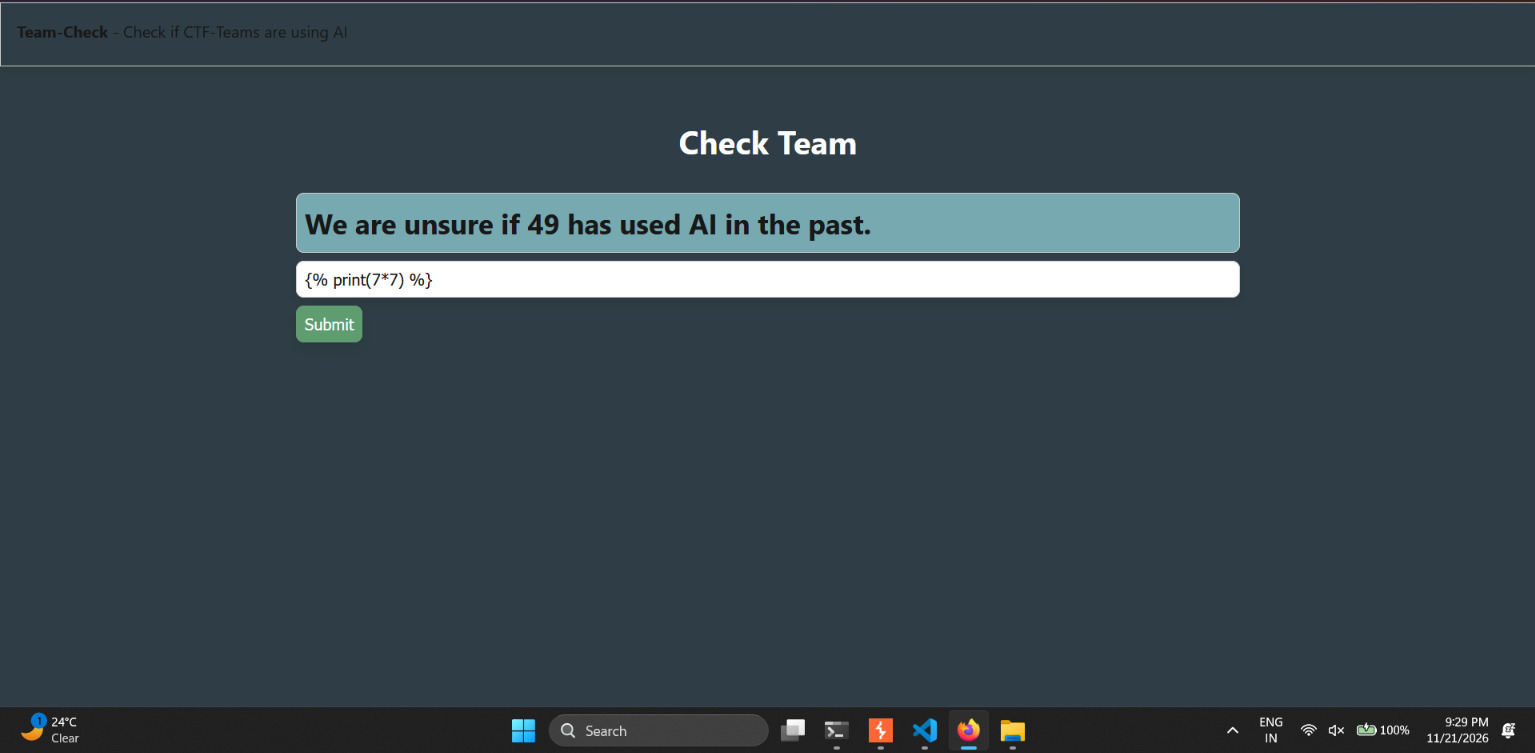 Team-Check - Check if CTF-Teams are using AI
Check Team
We are unsure if 49 has used AI in the past.
{% print(7*7) %}
Submit
1
24°C
Clear
Search
ENG
IN
100%
9:29 PM
11/21/2026